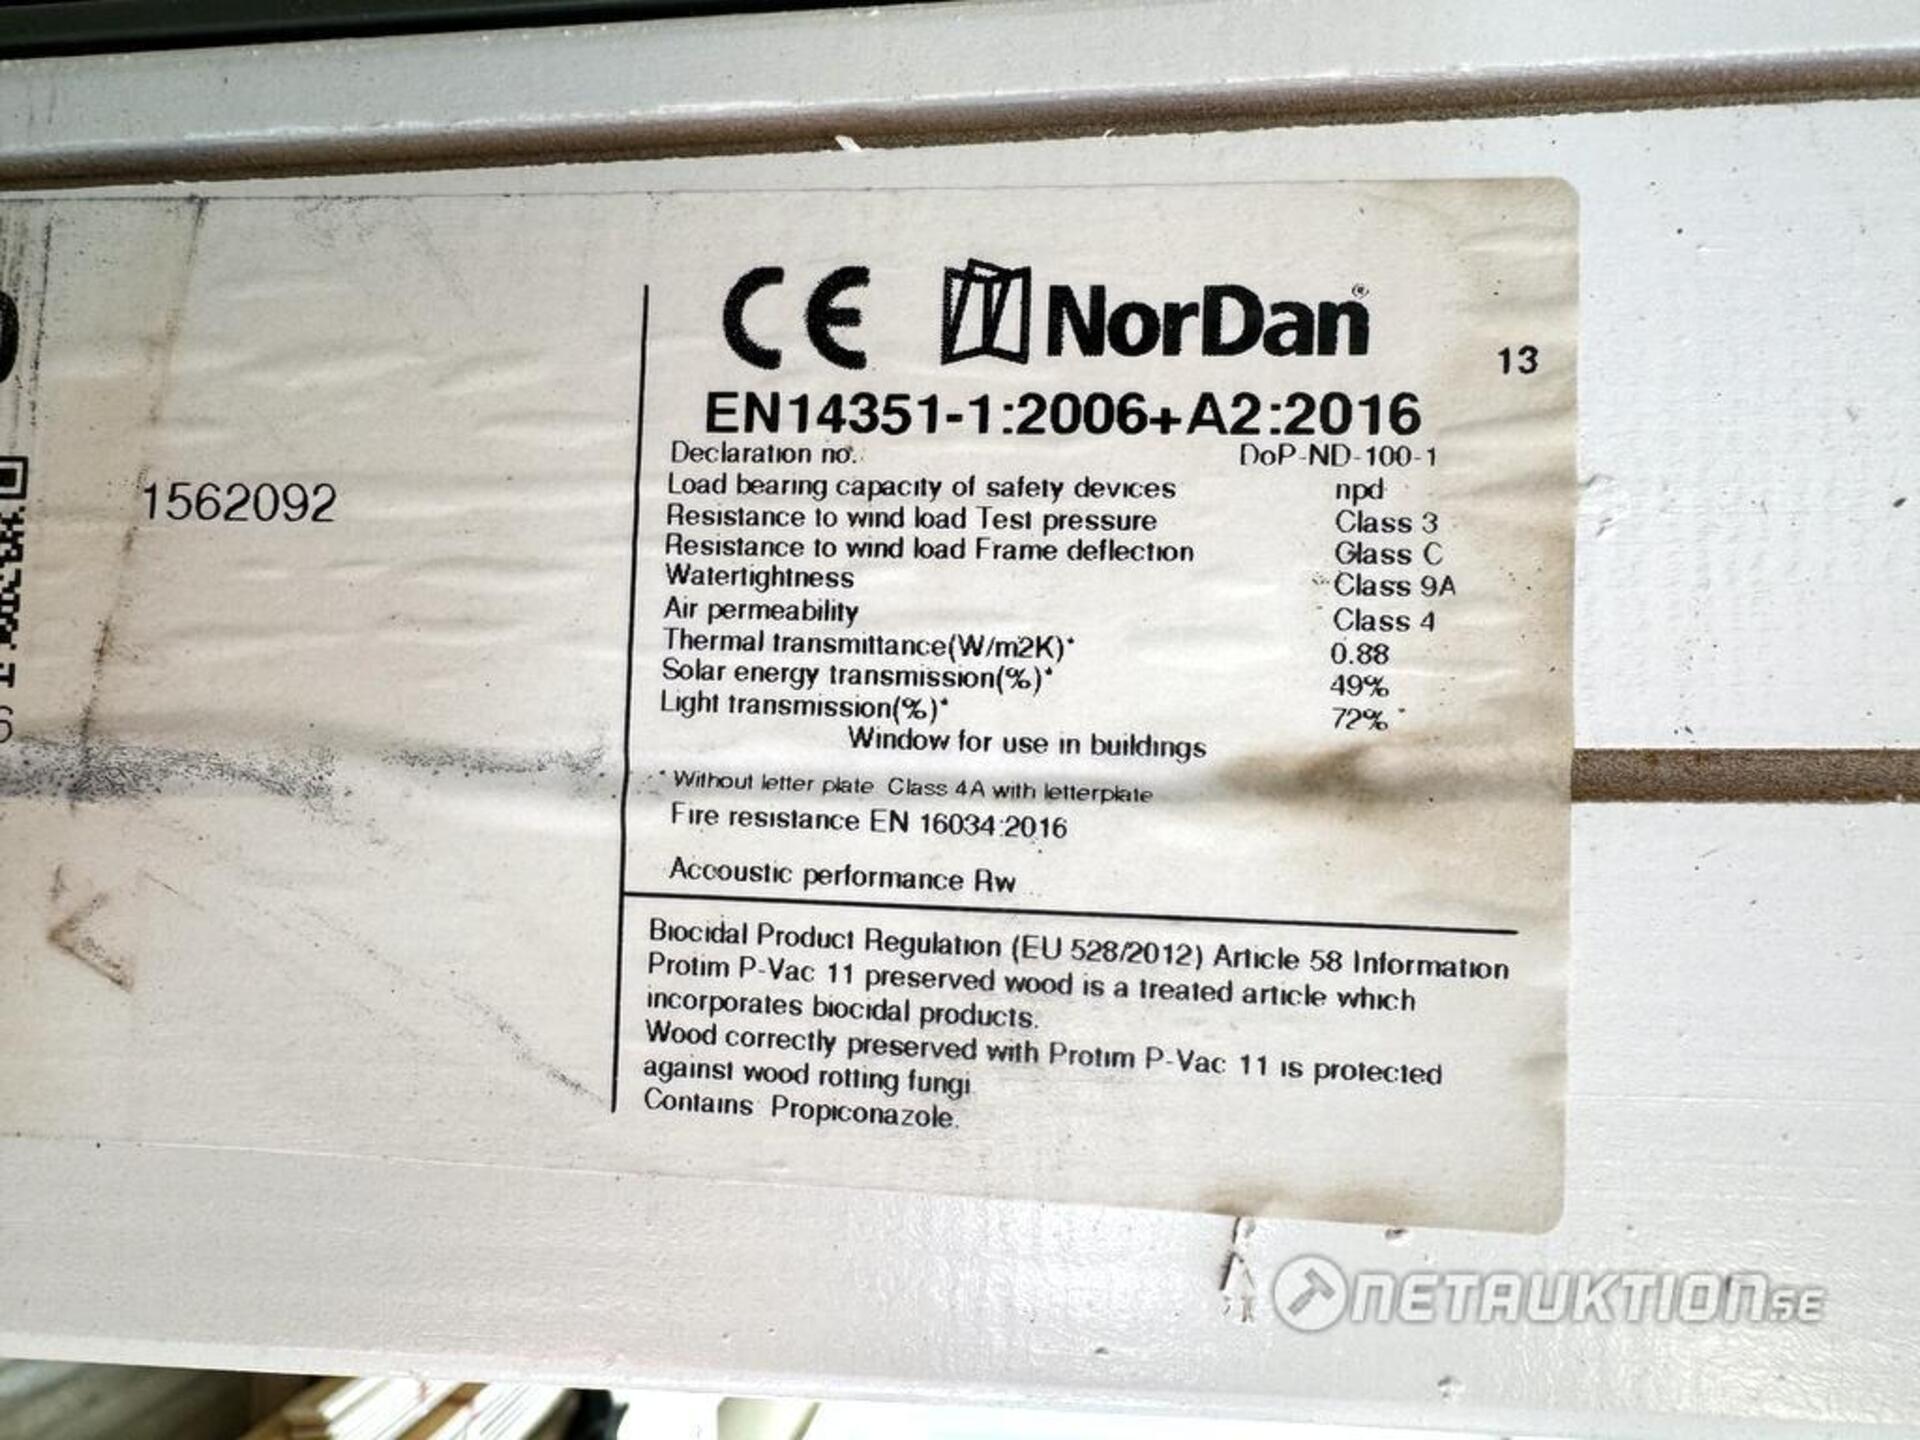 CE NorDan®
13
EN14351-1:2006+A2:2016
Declaration no. DoP-ND-100-1
Load bearing capacity of safety devices npd
Resistance to wind load Test pressure Class 3
Resistance to wind load Frame deflection Class C
Watertightness Class 9A
Air permeability Class 4
Thermal transmittance(W/m2K)* 0.88
Solar energy transmission(%)* 49%
Light transmission(%)* 72%
Window for use in buildings
* Without letter plate Class 4A with letterplate
Fire resistance EN 16034:2016
Accoustic performance Rw
Biocidal Product Regulation (EU 528/2012) Article 58 Information
Protim P-Vac 11 preserved wood is a treated article which
incorporates biocidal products.
Wood correctly preserved with Protim P-Vac 11 is protected
against wood rotting fungi
Contains Propiconazole.
1562092
NETAUKTION.SE